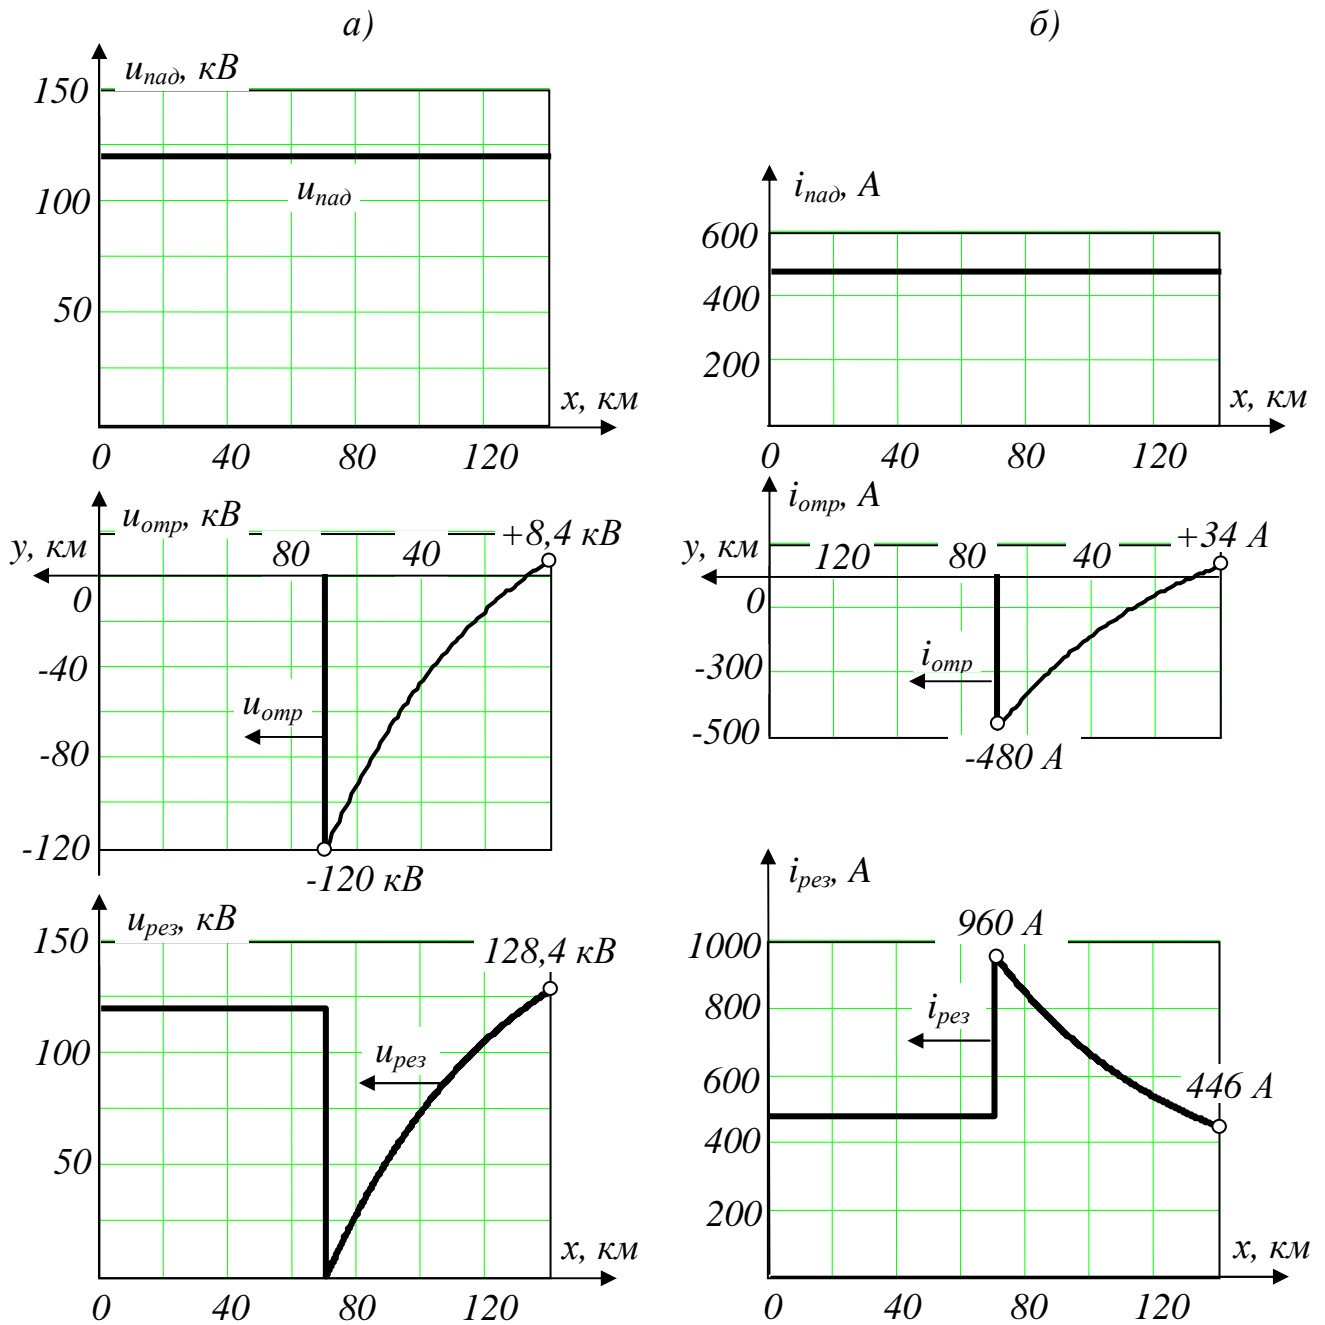 а)
б)
u_пад, кВ
150
100
50
u_пад
x, км
0 40 80 120
i_пад, А
600
400
200
x, км
0 40 80 120
u_отр, кВ
+8,4 кВ
y, км
80 40
0
-40
-80
-120
u_отр
-120 кВ
i_отр, А
+34 А
y, км
120 80 40
0
-300
-500
i_отр
-480 А
u_рез, кВ
150
100
50
128,4 кВ
u_рез
x, км
0 40 80 120
i_рез, А
960 А
1000
800
600
400
200
i_рез
446 А
x, км
0 40 80 120